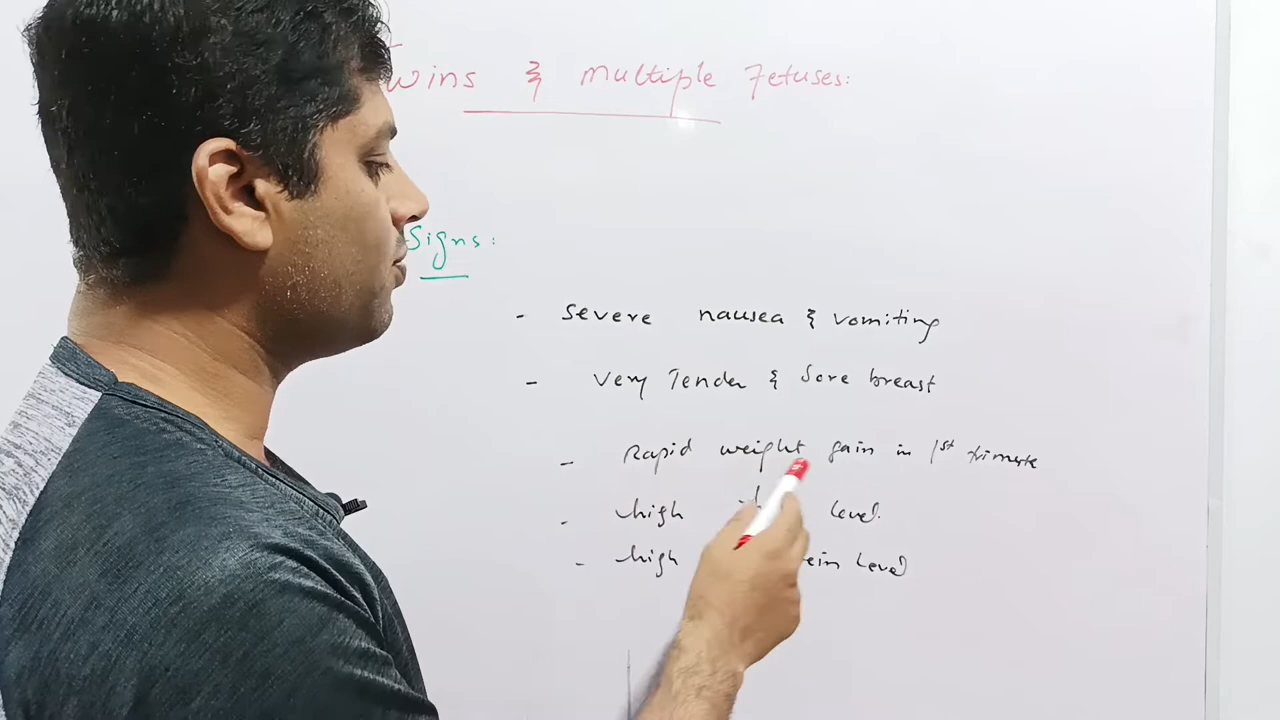 wins & multiple Fetuses:
Signs:
- Severe nausea & vomiting
- Very Tender & Sore breast
- Rapid weight gain in 1st
- high level.
- high ein level